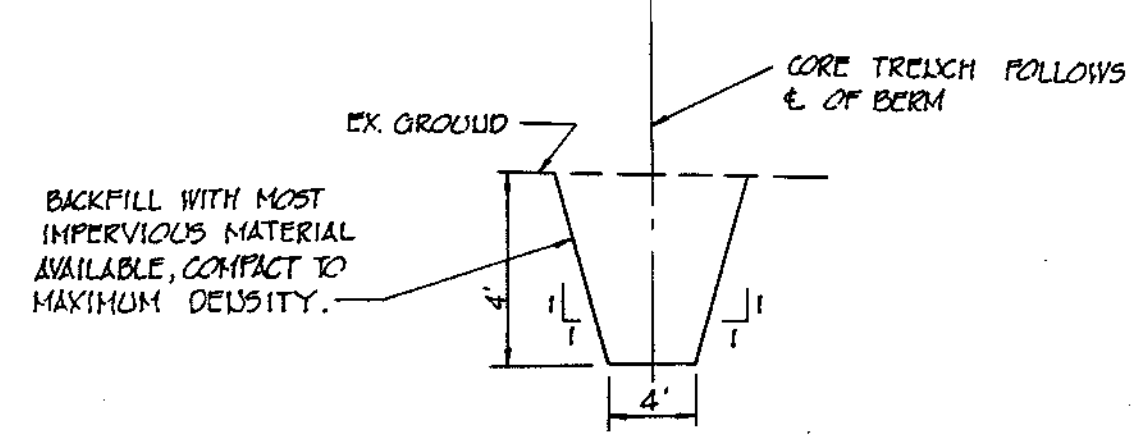 CORE TRENCH FOLLOWS
℄ OF BERM
EX. GROUND
BACKFILL WITH MOST
IMPERVIOUS MATERIAL
AVAILABLE, COMPACT TO
MAXIMUM DENSITY.
4'
1
1
1
1
4'